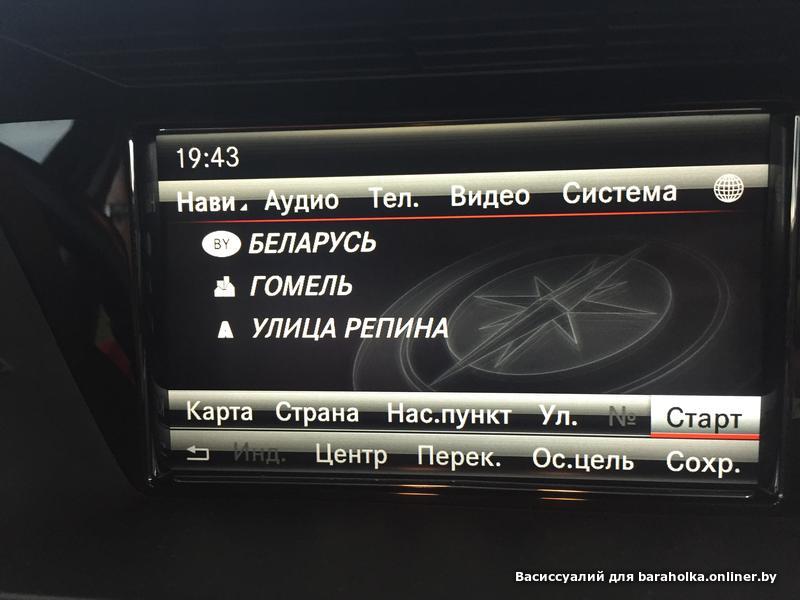 19:43
Нави Аудио Тел. Видео Система
BY БЕЛАРУСЬ
ГОМЕЛЬ
УЛИЦА РЕПИНА
Карта Страна Нас.пункт Ул. № Старт
Инд. Центр Перек. Ос.цель Сохр.
Васиссуалий для baraholka.onliner.by